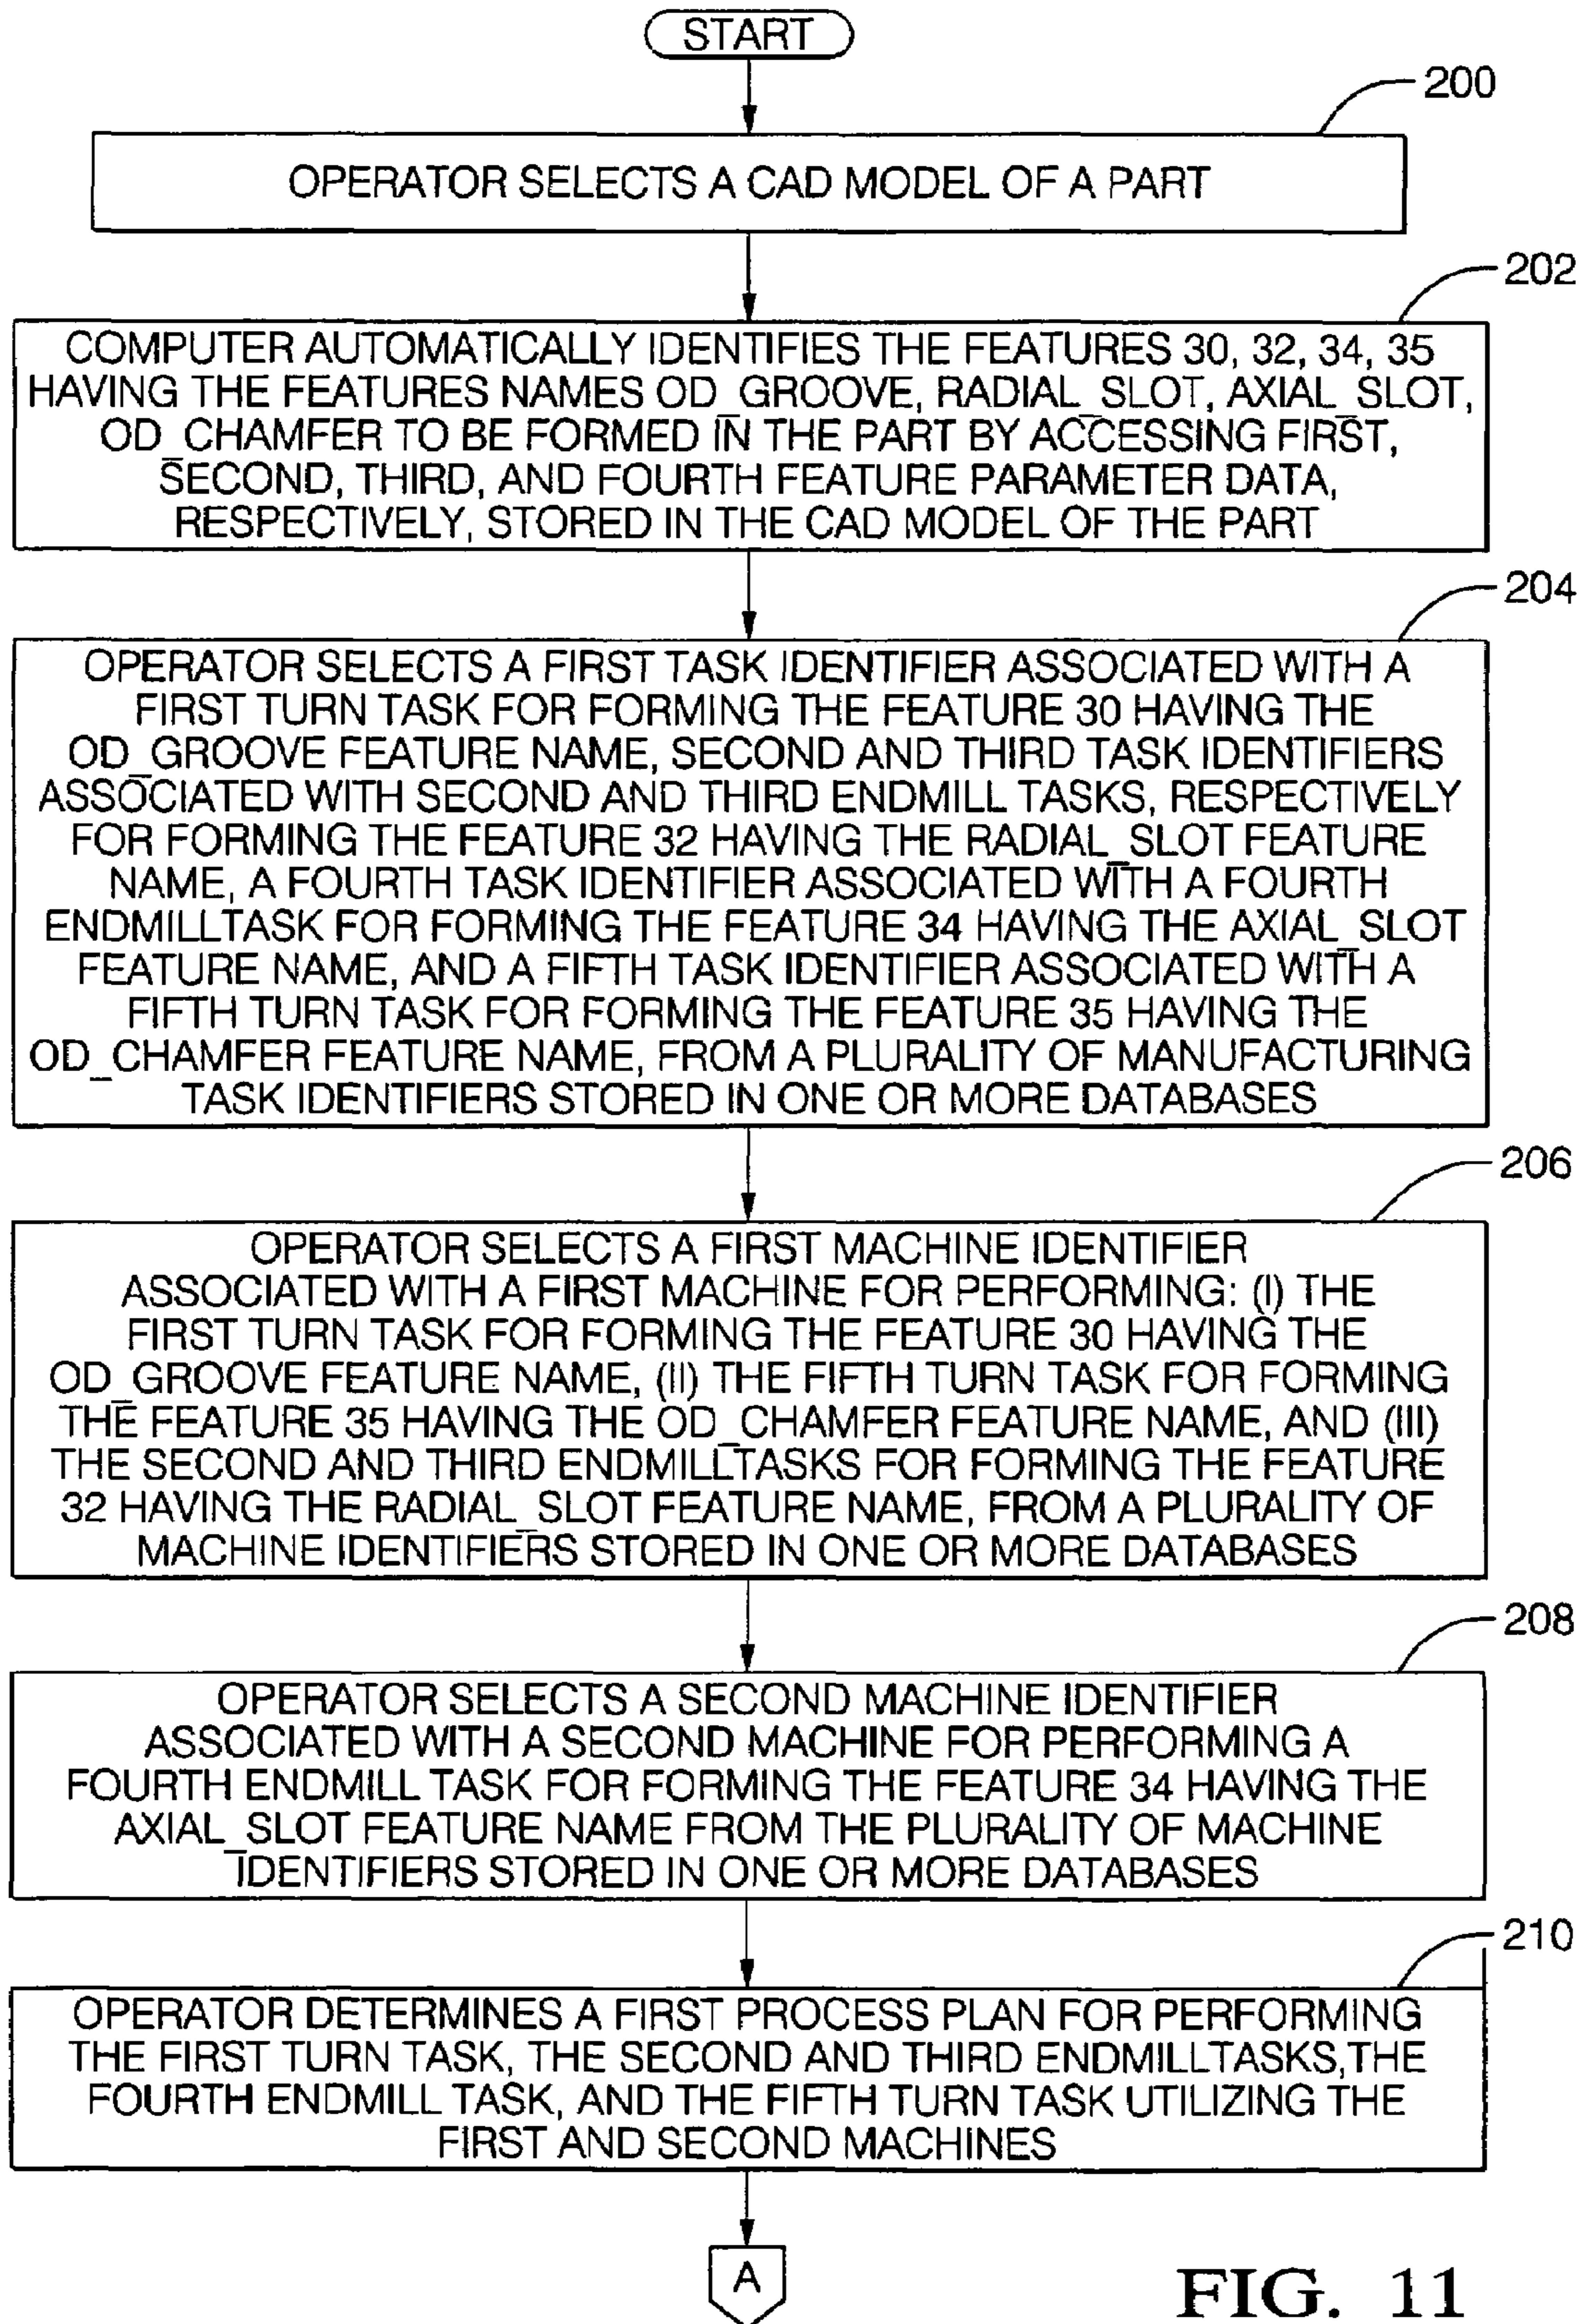 START
200
OPERATOR SELECTS A CAD MODEL OF A PART
202
COMPUTER AUTOMATICALLY IDENTIFIES THE FEATURES 30, 32, 34, 35
HAVING THE FEATURES NAMES OD_GROOVE, RADIAL_SLOT, AXIAL_SLOT,
OD_CHAMFER TO BE FORMED IN THE PART BY ACCESSING FIRST,
SECOND, THIRD, AND FOURTH FEATURE PARAMETER DATA,
RESPECTIVELY, STORED IN THE CAD MODEL OF THE PART
204
OPERATOR SELECTS A FIRST TASK IDENTIFIER ASSOCIATED WITH A
FIRST TURN TASK FOR FORMING THE FEATURE 30 HAVING THE
OD_GROOVE FEATURE NAME, SECOND AND THIRD TASK IDENTIFIERS
ASSOCIATED WITH SECOND AND THIRD ENDMILL TASKS, RESPECTIVELY
FOR FORMING THE FEATURE 32 HAVING THE RADIAL_SLOT FEATURE
NAME, A FOURTH TASK IDENTIFIER ASSOCIATED WITH A FOURTH
ENDMILLTASK FOR FORMING THE FEATURE 34 HAVING THE AXIAL_SLOT
FEATURE NAME, AND A FIFTH TASK IDENTIFIER ASSOCIATED WITH A
FIFTH TURN TASK FOR FORMING THE FEATURE 35 HAVING THE
OD_CHAMFER FEATURE NAME, FROM A PLURALITY OF MANUFACTURING
TASK IDENTIFIERS STORED IN ONE OR MORE DATABASES
206
OPERATOR SELECTS A FIRST MACHINE IDENTIFIER
ASSOCIATED WITH A FIRST MACHINE FOR PERFORMING: (I) THE
FIRST TURN TASK FOR FORMING THE FEATURE 30 HAVING THE
OD_GROOVE FEATURE NAME, (II) THE FIFTH TURN TASK FOR FORMING
THE FEATURE 35 HAVING THE OD_CHAMFER FEATURE NAME, AND (III)
THE SECOND AND THIRD ENDMILLTASKS FOR FORMING THE FEATURE
32 HAVING THE RADIAL_SLOT FEATURE NAME, FROM A PLURALITY OF
MACHINE IDENTIFIERS STORED IN ONE OR MORE DATABASES
208
OPERATOR SELECTS A SECOND MACHINE IDENTIFIER
ASSOCIATED WITH A SECOND MACHINE FOR PERFORMING A
FOURTH ENDMILL TASK FOR FORMING THE FEATURE 34 HAVING THE
AXIAL_SLOT FEATURE NAME FROM THE PLURALITY OF MACHINE
IDENTIFIERS STORED IN ONE OR MORE DATABASES
210
OPERATOR DETERMINES A FIRST PROCESS PLAN FOR PERFORMING
THE FIRST TURN TASK, THE SECOND AND THIRD ENDMILLTASKS,THE
FOURTH ENDMILL TASK, AND THE FIFTH TURN TASK UTILIZING THE
FIRST AND SECOND MACHINES
A
FIG. 11